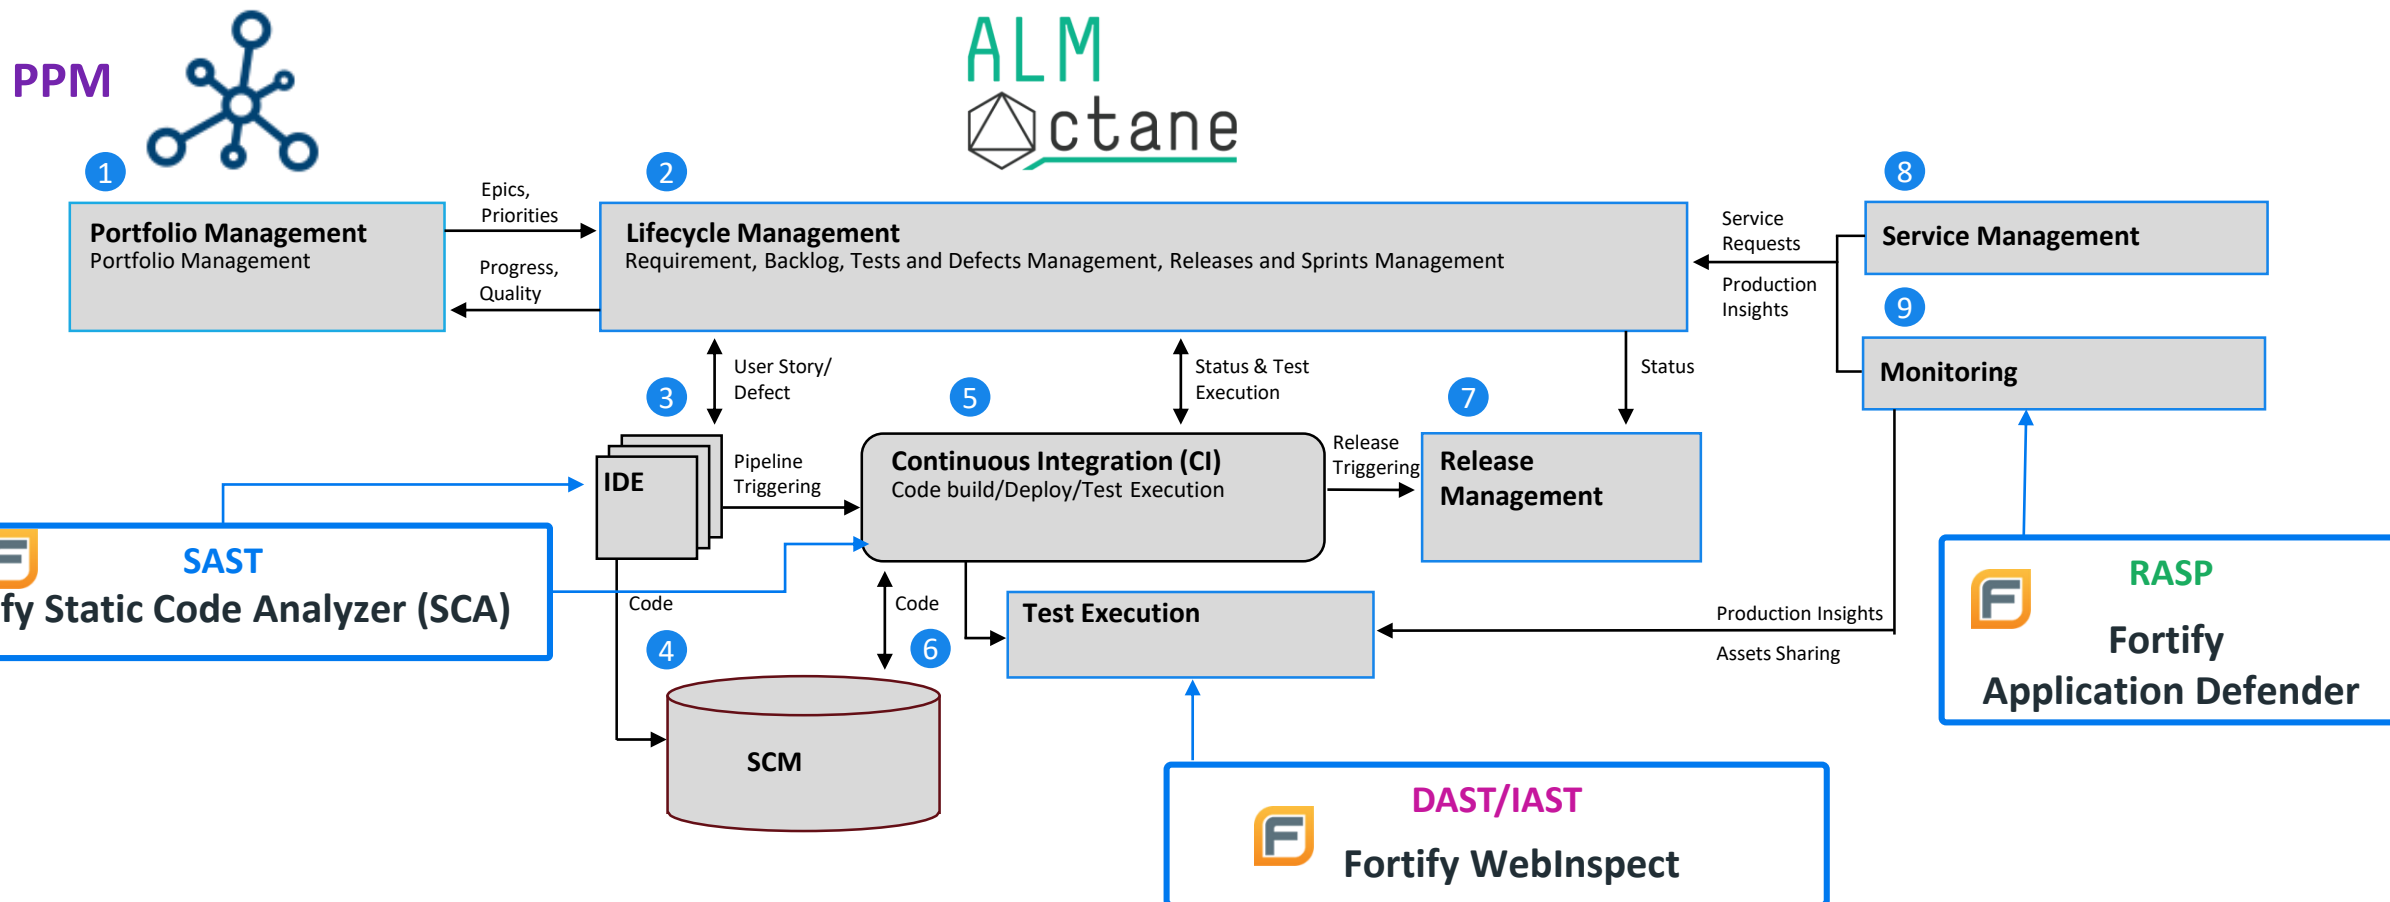 PPM
ALM
Octane
1
2
8
Epics,
Priorities
Portfolio Management
Portfolio Management
Progress,
Quality
Lifecycle Management
Requirement, Backlog, Tests and Defects Management, Releases and Sprints Management
Service
Requests
Production
Insights
Service Management
9
Monitoring
User Story/
Defect
Status & Test
Execution
Status
3
5
7
IDE
Pipeline
Triggering
Continuous Integration (CI)
Code build/Deploy/Test Execution
Release
Triggering
Release
Management
SAST
fy Static Code Analyzer (SCA)
Code
Code
4
6
Test Execution
Production Insights
Assets Sharing
RASP
Fortify
Application Defender
SCM
DAST/IAST
Fortify WebInspect